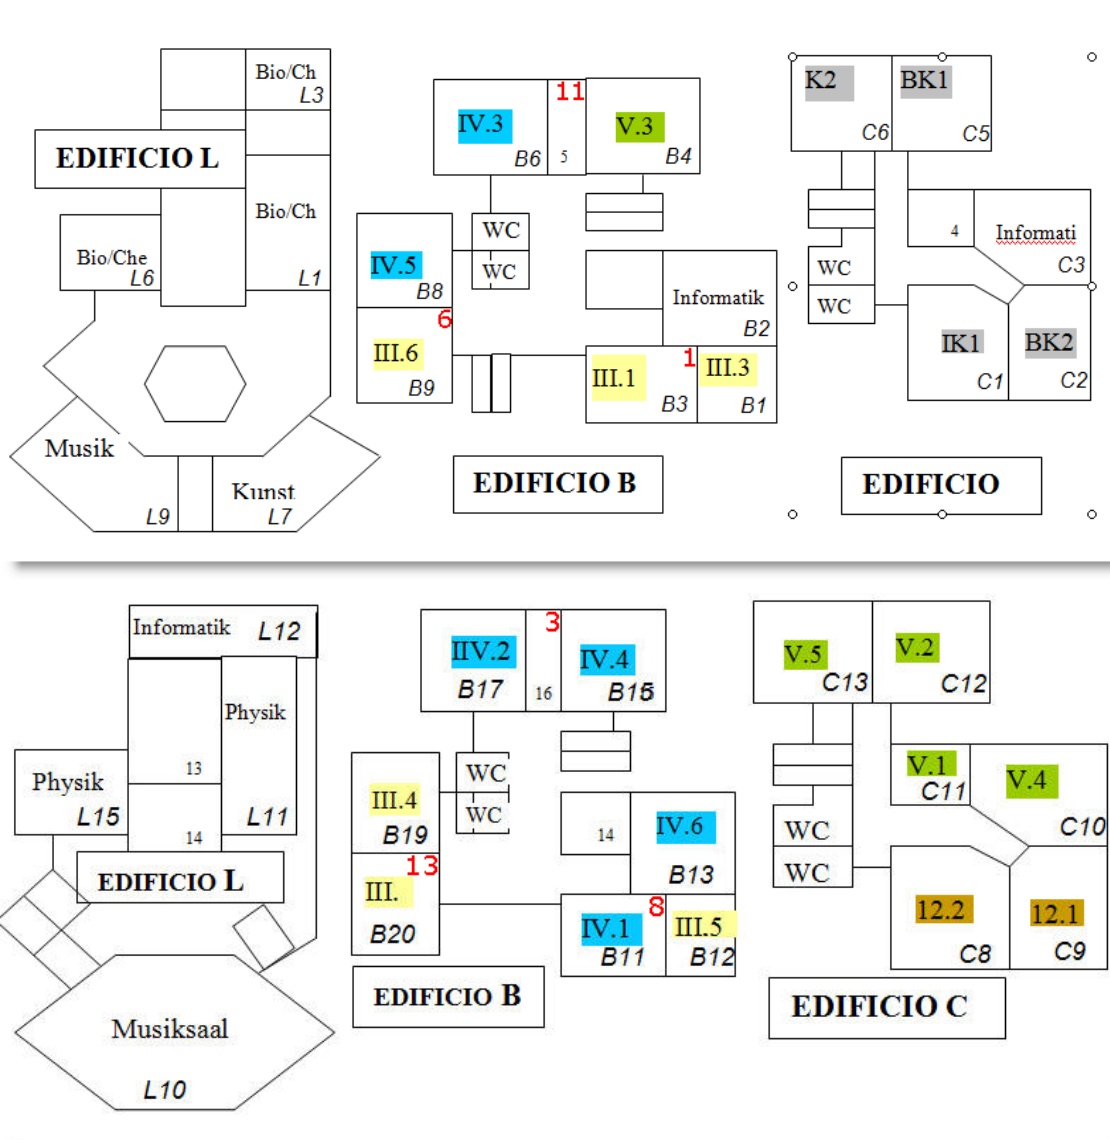 Bio/Ch
L3
EDIFICIO L
Bio/Ch
L1
Bio/Che
L6
Musik
L9
Kunst
L7
IV.3
B6
11
5
V.3
B4
WC
WC
IV.5
B8
6
III.6
B9
Informatik
B2
III.1
B3
1
III.3
B1
EDIFICIO B
K2
C6
BK1
C5
4
Informati
C3
WC
WC
IK1
C1
BK2
C2
EDIFICIO
Informatik L12
Physik
L11
13
Physik
L15
14
EDIFICIO L
Musiksaal
L10
IIV.2
B17
3
16
IV.4
B15
WC
WC
III.4
B19
13
III.
B20
14
IV.6
B13
IV.1
B11
8
III.5
B12
EDIFICIO B
V.5
C13
V.2
C12
V.1
C11
V.4
C10
WC
WC
12.2
C8
12.1
C9
EDIFICIO C